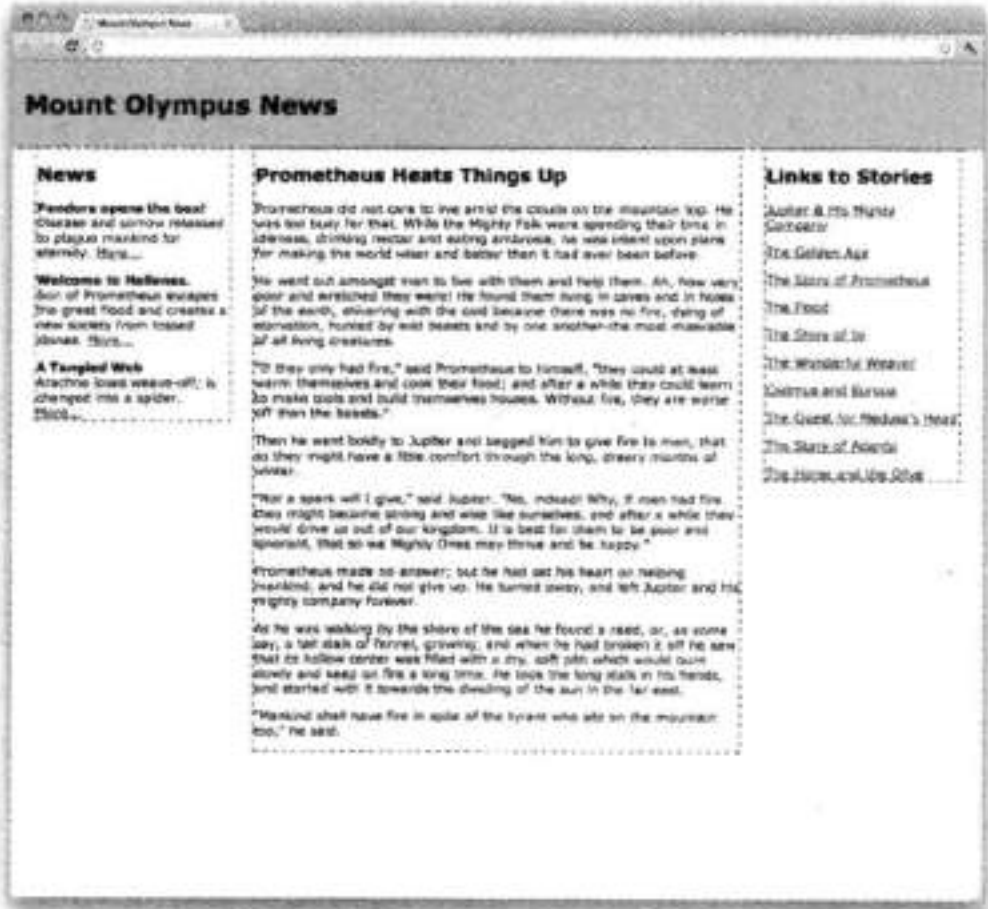 Mount Olympus News
Mount Olympus News
News
Pandora opens the box!
Disease and sorrow released
to plague mankind for
eternity. More...
Welcome to Hellenes.
Son of Prometheus escapes
the great flood and creates a
new society from tossed
stones. More...
A Tangled Web
Arachne loses weave-off; is
changed into a spider.
More...
Prometheus Heats Things Up
Prometheus did not care to live amid the clouds on the mountain top. He
was too busy for that. While the Mighty Folk were spending their time in
idleness, drinking nectar and eating ambrosia, he was intent upon plans
for making the world wiser and better than it had ever been before.
He went out amongst men to live with them and help them. Ah, how very
poor and wretched they were! He found them living in caves and in holes
of the earth, shivering with the cold because there was no fire, dying of
starvation, hunted by wild beasts and by one another-the most miserable
of all living creatures.
"If they only had fire," said Prometheus to himself, "they could at least
warm themselves and cook their food; and after a while they could learn
to make tools and build themselves houses. Without fire, they are worse
off than the beasts."
Then he went boldly to Jupiter and begged him to give fire to men, that
so they might have a little comfort through the long, dreary months of
winter.
"Not a spark will I give," said Jupiter. "No, indeed! Why, if men had fire
they might become strong and wise like ourselves, and after a while they
would drive us out of our kingdom. It is best for them to be poor and
ignorant, that so we Mighty Ones may thrive and be happy."
Prometheus made no answer; but he had set his heart on helping
mankind, and he did not give up. He turned away, and left Jupiter and his
mighty company forever.
As he was walking by the shore of the sea he found a reed, or, as some
say, a tall stalk of fennel, growing; and when he had broken it off he saw
that its hollow center was filled with a dry, soft pith which would burn
slowly and keep on fire a long time. He took the long stalk in his hands,
and started with it towards the dwelling of the sun in the far east.
"Mankind shall have fire in spite of the tyrant who sits on the mountain
top," he said.
Links to Stories
Jupiter & His Mighty
Company
The Golden Age
The Story of Prometheus
The Flood
The Story of Io
The Wonderful Weaver
Cadmus and Europa
The Quest for Medusa's Head
The Story of Atalanta
The Horse and the Olive